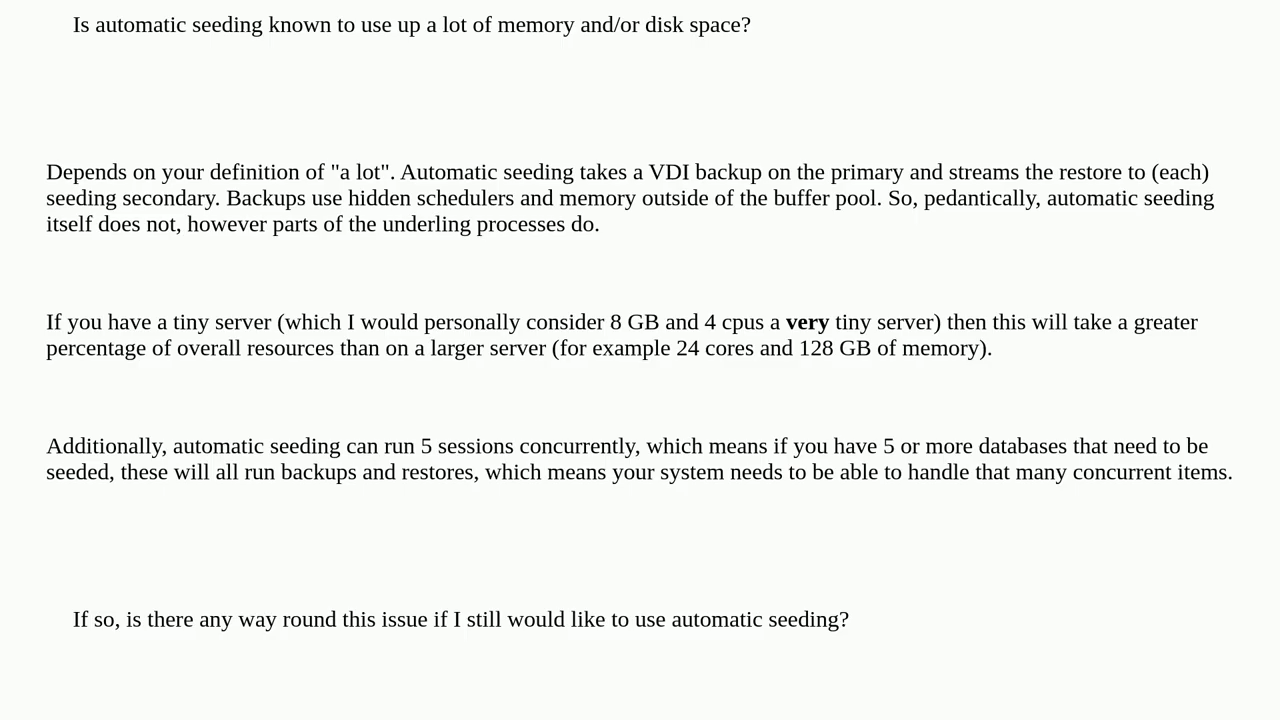 Is automatic seeding known to use up a lot of memory and/or disk space?
Depends on your definition of "a lot". Automatic seeding takes a VDI backup on the primary and streams the restore to (each)
seeding secondary. Backups use hidden schedulers and memory outside of the buffer pool. So, pedantically, automatic seeding
itself does not, however parts of the underling processes do.
If you have a tiny server (which I would personally consider 8 GB and 4 cpus a very tiny server) then this will take a greater
percentage of overall resources than on a larger server (for example 24 cores and 128 GB of memory).
Additionally, automatic seeding can run 5 sessions concurrently, which means if you have 5 or more databases that need to be
seeded, these will all run backups and restores, which means your system needs to be able to handle that many concurrent items.
If so, is there any way round this issue if I still would like to use automatic seeding?